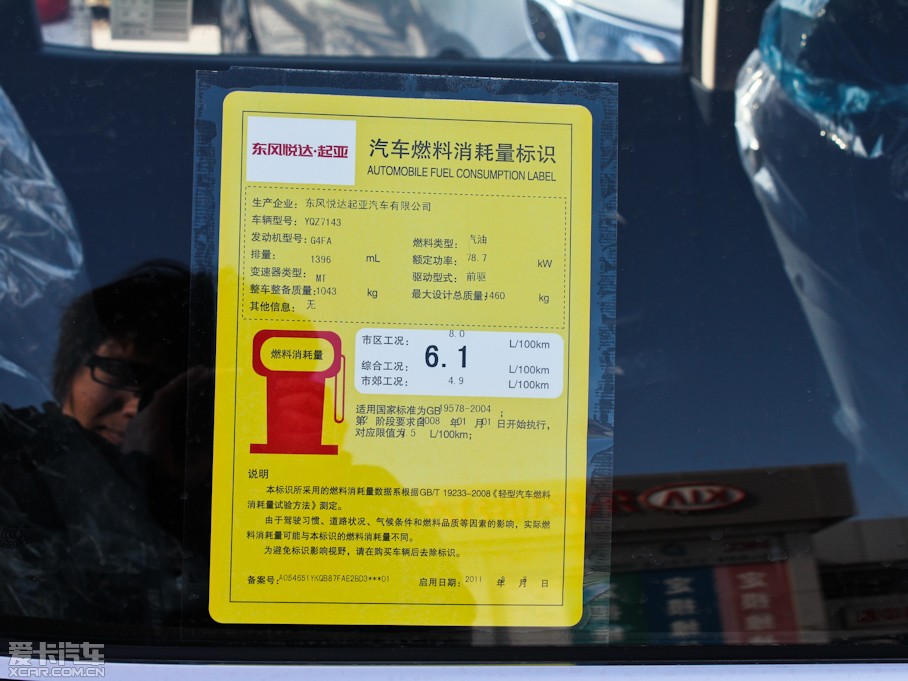 东风悦达·起亚
汽车燃料消耗量标识
AUTOMOBILE FUEL CONSUMPTION LABEL
生产企业: 东风悦达起亚汽车有限公司
车辆型号: YQZ7143
发动机型号: G4FA
燃料类型: 汽油
排量: 1396 mL
额定功率: 78.7 kW
变速器类型: MT
驱动型式: 前驱
整车整备质量: 1043 kg
最大设计总质量: 1460 kg
其他信息: 无
燃料消耗量
市区工况: 8.0 L/100km
综合工况: 6.1 L/100km
市郊工况: 4.9 L/100km
适用国家标准为GB19578-2004 ;
第 阶段要求自2008 年01 月01 日开始执行,
对应限值为 .5 L/100km;
说明
本标识所采用的燃料消耗量数据系根据GB/T 19233-2008《轻型汽车燃料
消耗量试验方法》测定。
由于驾驶习惯、道路状况、气候条件和燃料品质等因素的影响, 实际燃
料消耗量可能与本标识的燃料消耗量不同。
为避免标识影响视野, 请在购买车辆后去除标识。
备案号: A054651YKQB87FAE2BD3***01
启用日期: 2011 年 月 日
KIA
爱卡汽车
XCAR.COM.CN